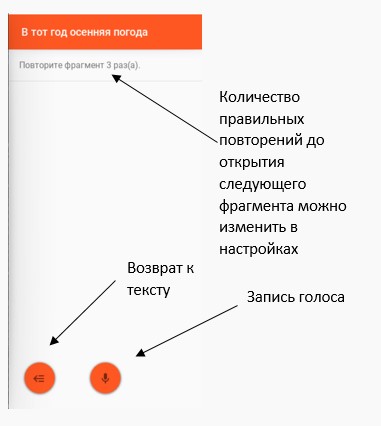 В тот год осенняя погода
Повторите фрагмент 3 раз(а).
Количество
правильных
повторений до
открытия
следующего
фрагмента можно
изменить в
настройках
Возврат к
тексту
Запись голоса